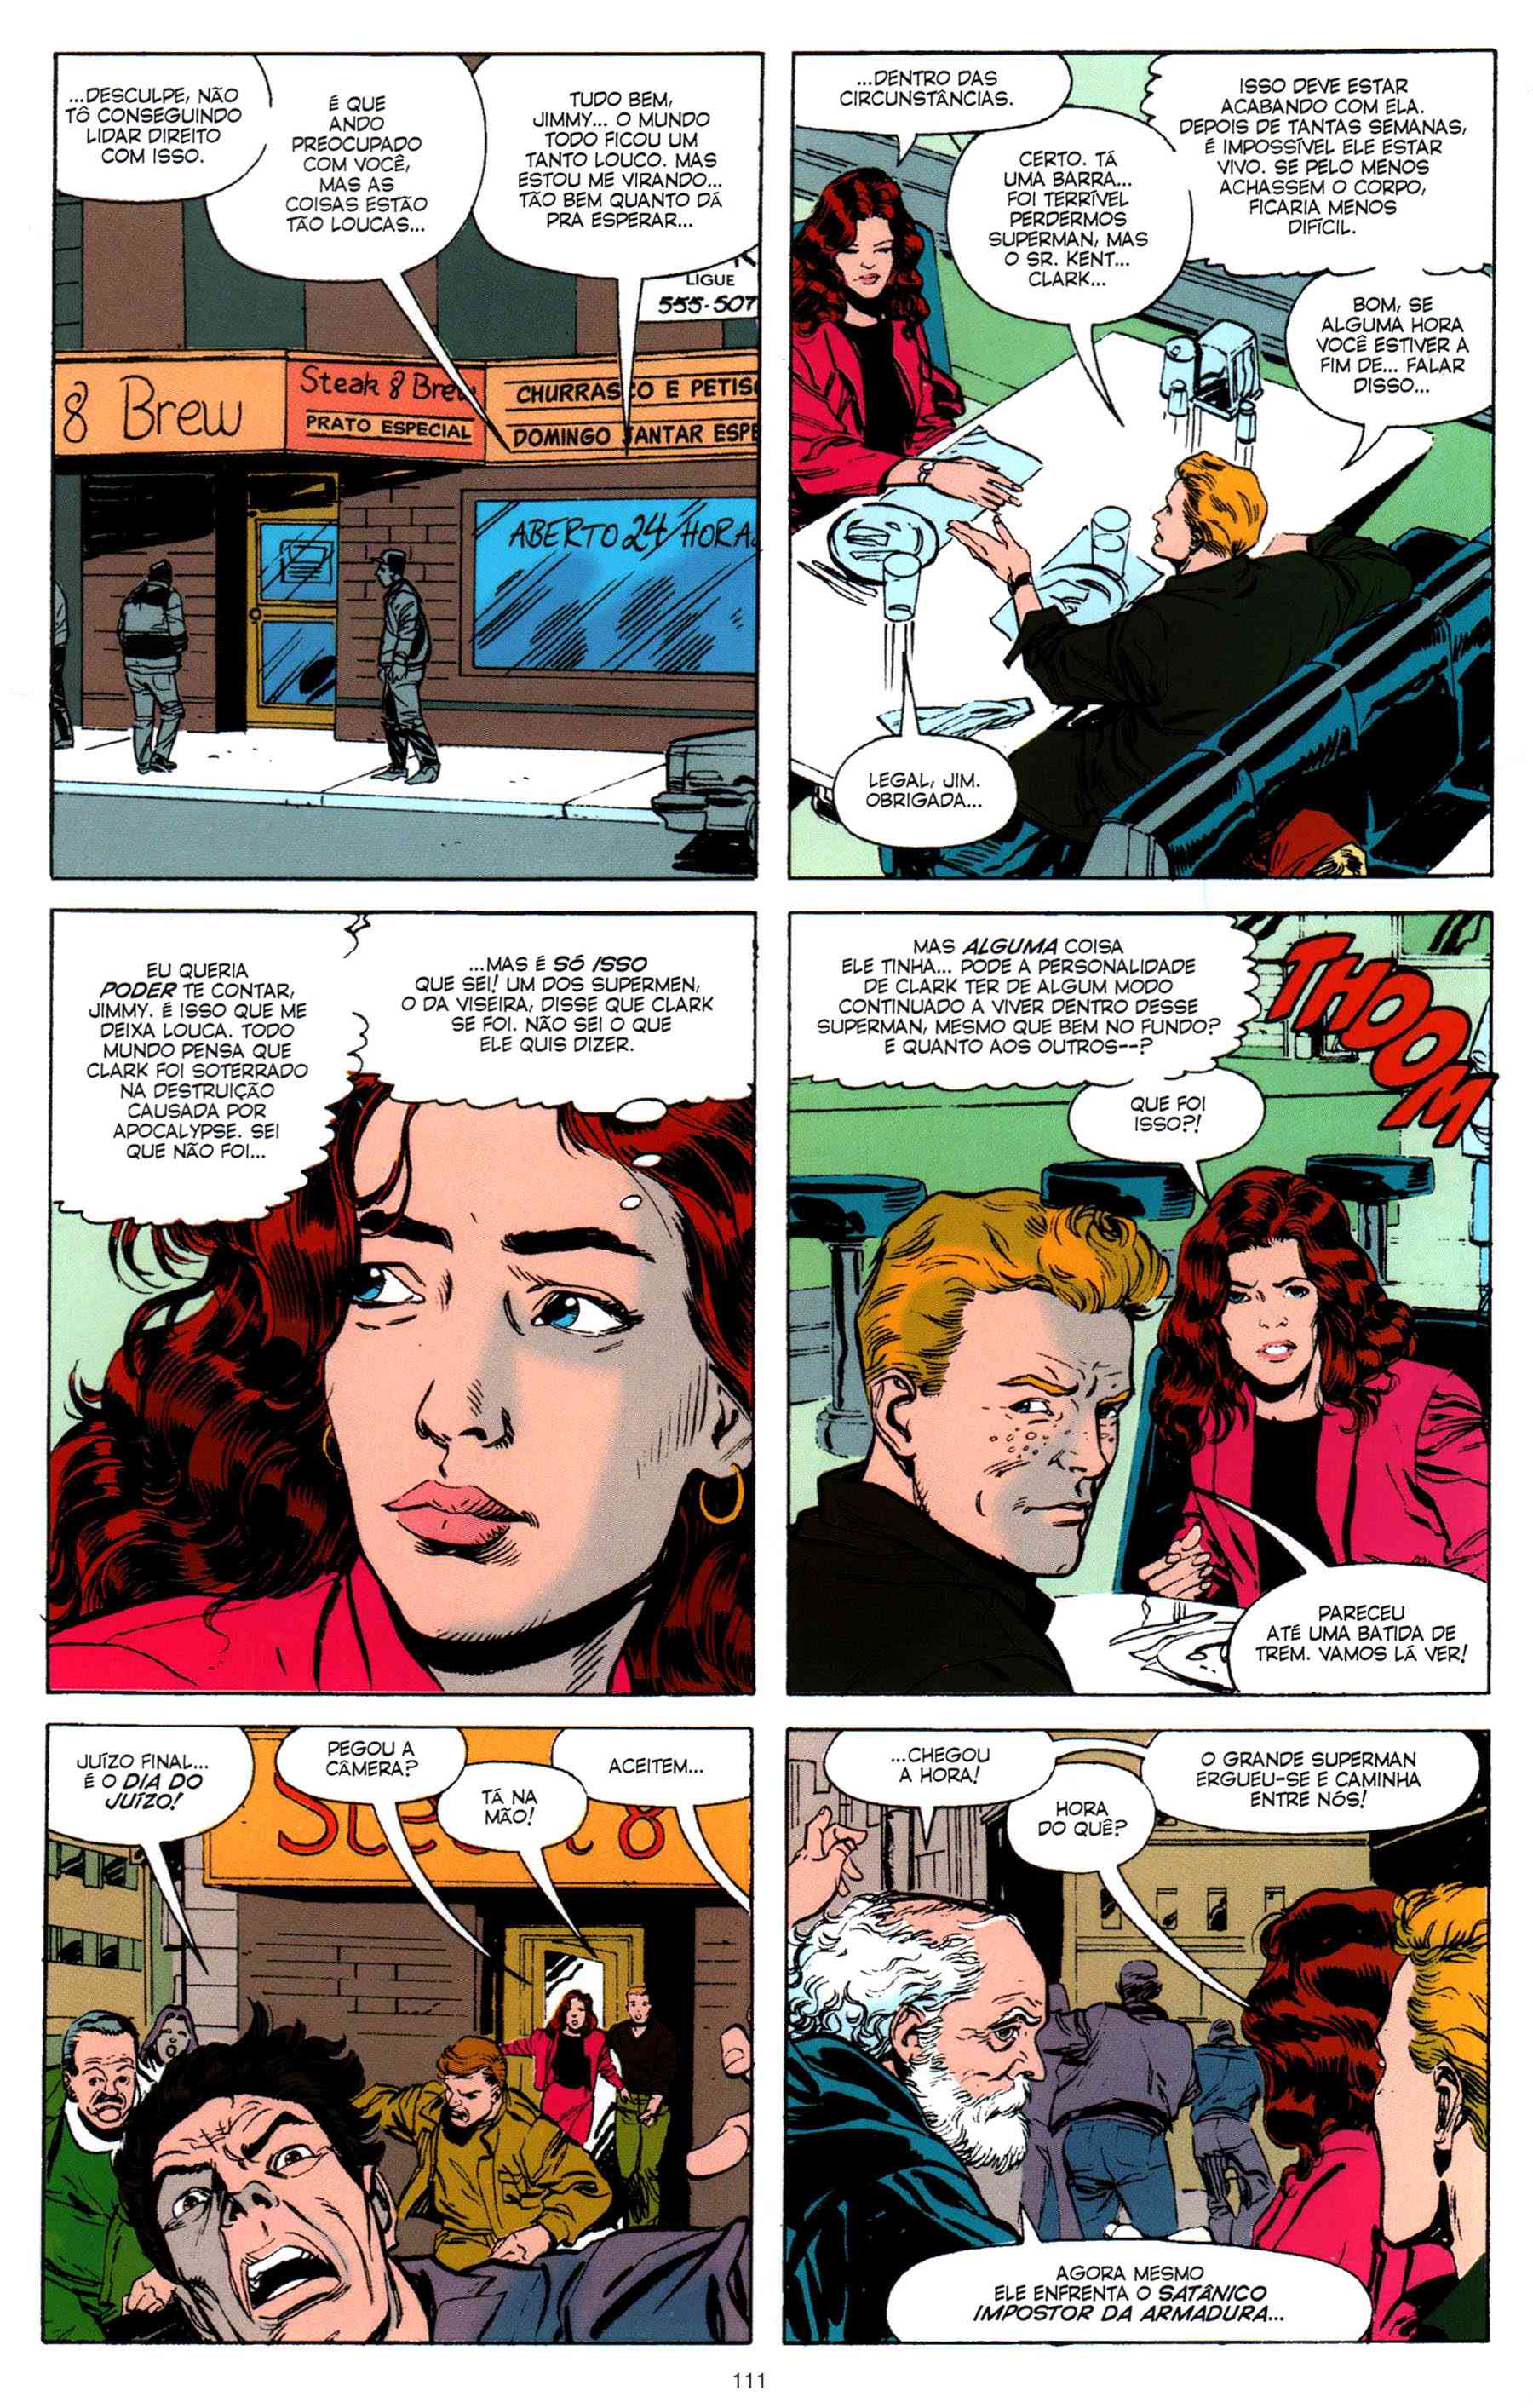 ...DESCULPE, NÃO
TÔ CONSEGUINDO
LIDAR DIREITO
COM ISSO.
É QUE
ANDO
PREOCUPADO
COM VOCÊ,
MAS AS
COISAS ESTÃO
TÃO LOUCAS...
TUDO BEM,
JIMMY... O MUNDO
TODO FICOU UM
TANTO LOUCO. MAS
ESTOU ME VIRANDO...
TÃO BEM QUANTO DÁ
PRA ESPERAR...
LIGUE
555-507
8 Brew
Steak 8 Brew
PRATO ESPECIAL
CHURRASCO E PETISC
DOMINGO JANTAR ESPE
ABERTO 24 HORAS
...DENTRO DAS
CIRCUNSTÂNCIAS.
CERTO. TÁ
UMA BARRA...
FOI TERRÍVEL
PERDERMOS
SUPERMAN, MAS
O SR. KENT...
CLARK...
ISSO DEVE ESTAR
ACABANDO COM ELA.
DEPOIS DE TANTAS SEMANAS,
É IMPOSSÍVEL ELE ESTAR
VIVO. SE PELO MENOS
ACHASSEM O CORPO,
FICARIA MENOS
DIFÍCIL.
BOM, SE
ALGUMA HORA
VOCÊ ESTIVER A
FIM DE... FALAR
DISSO...
LEGAL, JIM.
OBRIGADA...
EU QUERIA
PODER TE CONTAR,
JIMMY. É ISSO QUE ME
DEIXA LOUCA. TODO
MUNDO PENSA QUE
CLARK FOI SOTERRADO
NA DESTRUIÇÃO
CAUSADA POR
APOCALYPSE. SEI
QUE NÃO FOI...
...MAS É SÓ ISSO
QUE SEI! UM DOS SUPERMEN,
O DA VISEIRA, DISSE QUE CLARK
SE FOI. NÃO SEI O QUE
ELE QUIS DIZER.
MAS ALGUMA COISA
ELE TINHA... PODE A PERSONALIDADE
DE CLARK TER DE ALGUM MODO
CONTINUADO A VIVER DENTRO DESSE
SUPERMAN, MESMO QUE BEM NO FUNDO?
E QUANTO AOS OUTROS--?
THOOM
QUE FOI
ISSO?!
PARECEU
ATÉ UMA BATIDA DE
TREM. VAMOS LÁ VER!
JUÍZO FINAL...
É O DIA DO
JUÍZO!
PEGOU A
CÂMERA?
TÁ NA
MÃO!
ACEITEM...
Steak 8
...CHEGOU
A HORA!
HORA
DO QUÊ?
O GRANDE SUPERMAN
ERGUEU-SE E CAMINHA
ENTRE NÓS!
AGORA MESMO
ELE ENFRENTA O SATÂNICO
IMPOSTOR DA ARMADURA...
111